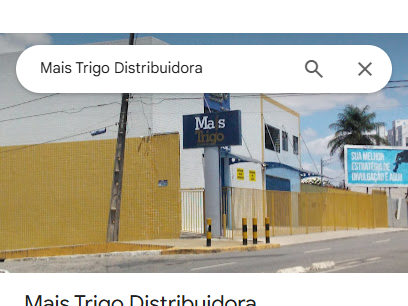 Mais Trigo Distribuidora
Mais
Trigo
SUA MELHOR
ESTRATÉGIA DE
DIVULGAÇÃO É AQUI!
Mais Trigo Distribuidora